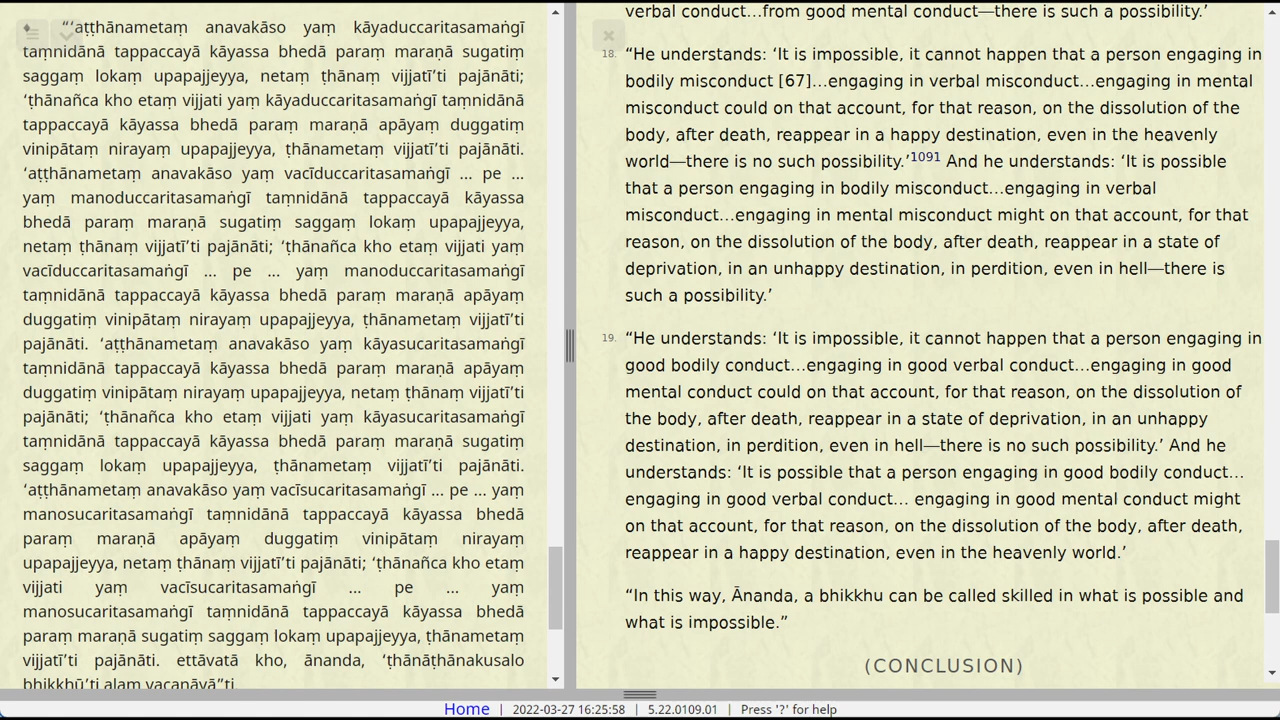 “‘aṭṭhānametaṃ anavakāso yaṃ kāyaduccaritasamaṅgī
taṃnidānā tappaccayā kāyassa bhedā paraṃ maraṇā sugatiṃ
saggaṃ lokaṃ upapajjeyya, netaṃ ṭhānaṃ vijjatī’ti pajānāti;
‘ṭhānañca kho etaṃ vijjati yaṃ kāyaduccaritasamaṅgī taṃnidānā
tappaccayā kāyassa bhedā paraṃ maraṇā apāyaṃ duggatiṃ
vinipātaṃ nirayaṃ upapajjeyya, ṭhānametaṃ vijjatī’ti pajānāti.
‘aṭṭhānametaṃ anavakāso yaṃ vacīduccaritasamaṅgī ... pe ...
yaṃ manoduccaritasamaṅgī taṃnidānā tappaccayā kāyassa
bhedā paraṃ maraṇā sugatiṃ saggaṃ lokaṃ upapajjeyya,
netaṃ ṭhānaṃ vijjatī’ti pajānāti; ‘ṭhānañca kho etaṃ vijjati yaṃ
vacīduccaritasamaṅgī ... pe ... yaṃ manoduccaritasamaṅgī
taṃnidānā tappaccayā kāyassa bhedā paraṃ maraṇā apāyaṃ
duggatiṃ vinipātaṃ nirayaṃ upapajjeyya, ṭhānametaṃ vijjatī’ti
pajānāti. ‘aṭṭhānametaṃ anavakāso yaṃ kāyasucaritasamaṅgī
taṃnidānā tappaccayā kāyassa bhedā paraṃ maraṇā apāyaṃ
duggatiṃ vinipātaṃ nirayaṃ upapajjeyya, netaṃ ṭhānaṃ vijjatī’ti
pajānāti; ‘ṭhānañca kho etaṃ vijjati yaṃ kāyasucaritasamaṅgī
taṃnidānā tappaccayā kāyassa bhedā paraṃ maraṇā sugatiṃ
saggaṃ lokaṃ upapajjeyya, ṭhānametaṃ vijjatī’ti pajānāti.
‘aṭṭhānametaṃ anavakāso yaṃ vacīsucaritasamaṅgī ... pe ... yaṃ
manosucaritasamaṅgī taṃnidānā tappaccayā kāyassa bhedā
paraṃ maraṇā apāyaṃ duggatiṃ vinipātaṃ nirayaṃ
upapajjeyya, netaṃ ṭhānaṃ vijjatī’ti pajānāti; ‘ṭhānañca kho etaṃ
vijjati yaṃ vacīsucaritasamaṅgī ... pe ... yaṃ
manosucaritasamaṅgī taṃnidānā tappaccayā kāyassa bhedā
paraṃ maraṇā sugatiṃ saggaṃ lokaṃ upapajjeyya, ṭhānametaṃ
vijjatī’ti pajānāti. ettāvatā kho, ānanda, ‘ṭhānāṭhānakusalo
bhikkhū’ti alaṃ vacanāyā”ti
verbal conduct…from good mental conduct—there is such a possibility.’
18. “He understands: ‘It is impossible, it cannot happen that a person engaging in
bodily misconduct [67]…engaging in verbal misconduct…engaging in mental
misconduct could on that account, for that reason, on the dissolution of the
body, after death, reappear in a happy destination, even in the heavenly
world—there is no such possibility.’1091 And he understands: ‘It is possible
that a person engaging in bodily misconduct…engaging in verbal
misconduct…engaging in mental misconduct might on that account, for that
reason, on the dissolution of the body, after death, reappear in a state of
deprivation, in an unhappy destination, in perdition, even in hell—there is
such a possibility.’
19. “He understands: ‘It is impossible, it cannot happen that a person engaging in
good bodily conduct…engaging in good verbal conduct…engaging in good
mental conduct could on that account, for that reason, on the dissolution of
the body, after death, reappear in a state of deprivation, in an unhappy
destination, in perdition, even in hell—there is no such possibility.’ And he
understands: ‘It is possible that a person engaging in good bodily conduct…
engaging in good verbal conduct… engaging in good mental conduct might
on that account, for that reason, on the dissolution of the body, after death,
reappear in a happy destination, even in the heavenly world.’
“In this way, Ānanda, a bhikkhu can be called skilled in what is possible and
what is impossible.”
(CONCLUSION)
Home | 2022-03-27 16:25:58 | 5.22.0109.01 | Press '?' for help